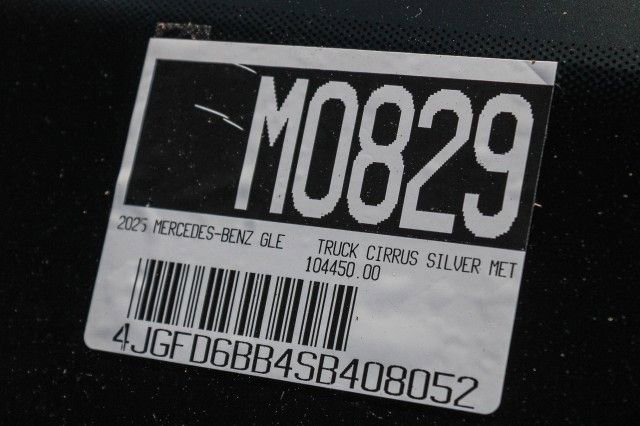 M0829
2025 MERCEDES-BENZ GLE TRUCK CIRRUS SILVER MET
104450.00
4JGFD6BB4SB408052